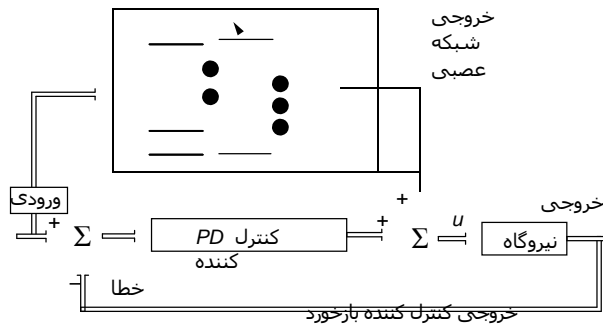 خروجی
شبکه
عصبی
ورودی
+
Σ
کنترل PD
کننده
+
+
Σ
u
نیروگاه
خروجی
–
خطا
خروجی کنترل کننده بازخورد